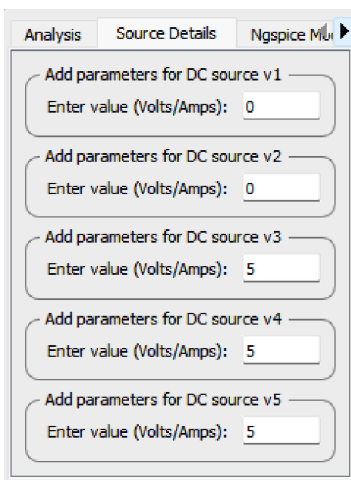 Analysis Source Details Ngspice Mo
Add parameters for DC source v1
Enter value (Volts/Amps): 0
Add parameters for DC source v2
Enter value (Volts/Amps): 0
Add parameters for DC source v3
Enter value (Volts/Amps): 5
Add parameters for DC source v4
Enter value (Volts/Amps): 5
Add parameters for DC source v5
Enter value (Volts/Amps): 5